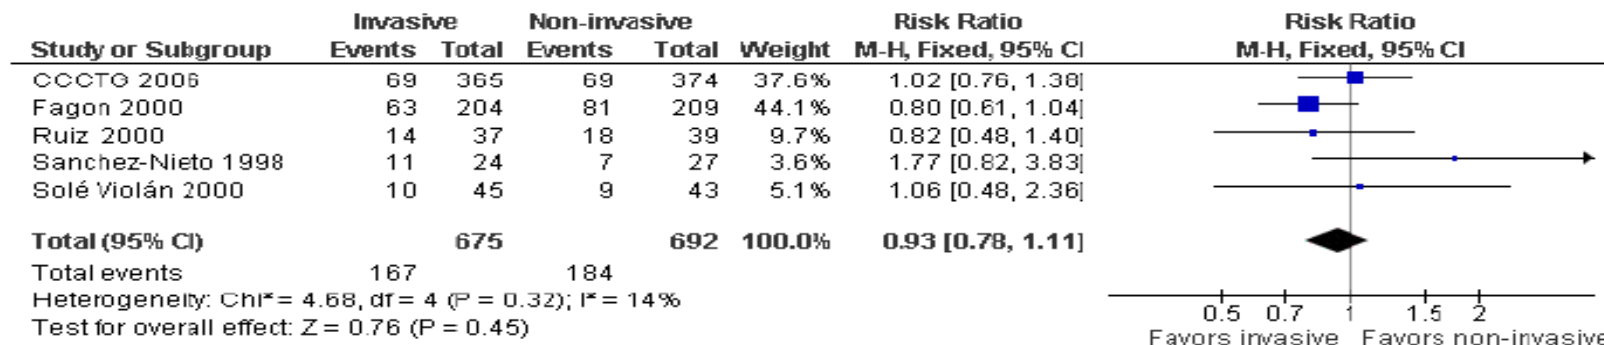 Invasive Non-invasive Risk Ratio Risk Ratio
Study or Subgroup Events Total Events Total Weight M-H, Fixed, 95% CI M-H, Fixed, 95% CI
CCCTG 2006 69 365 69 374 37.6% 1.02 [0.76, 1.38]
Fagon 2000 63 204 81 209 44.1% 0.80 [0.61, 1.04]
Ruiz 2000 14 37 18 39 9.7% 0.82 [0.48, 1.40]
Sanchez-Nieto 1998 11 24 7 27 3.6% 1.77 [0.82, 3.83]
Solé Violán 2000 10 45 9 43 5.1% 1.06 [0.48, 2.36]
Total (95% CI) 675 692 100.0% 0.93 [0.78, 1.11]
Total events 167 184
Heterogeneity: Chi² = 4.68, df = 4 (P = 0.32); I² = 14%
Test for overall effect: Z = 0.76 (P = 0.45)
0.5 0.7 1 1.5 2
Favors invasive Favors non-invasive